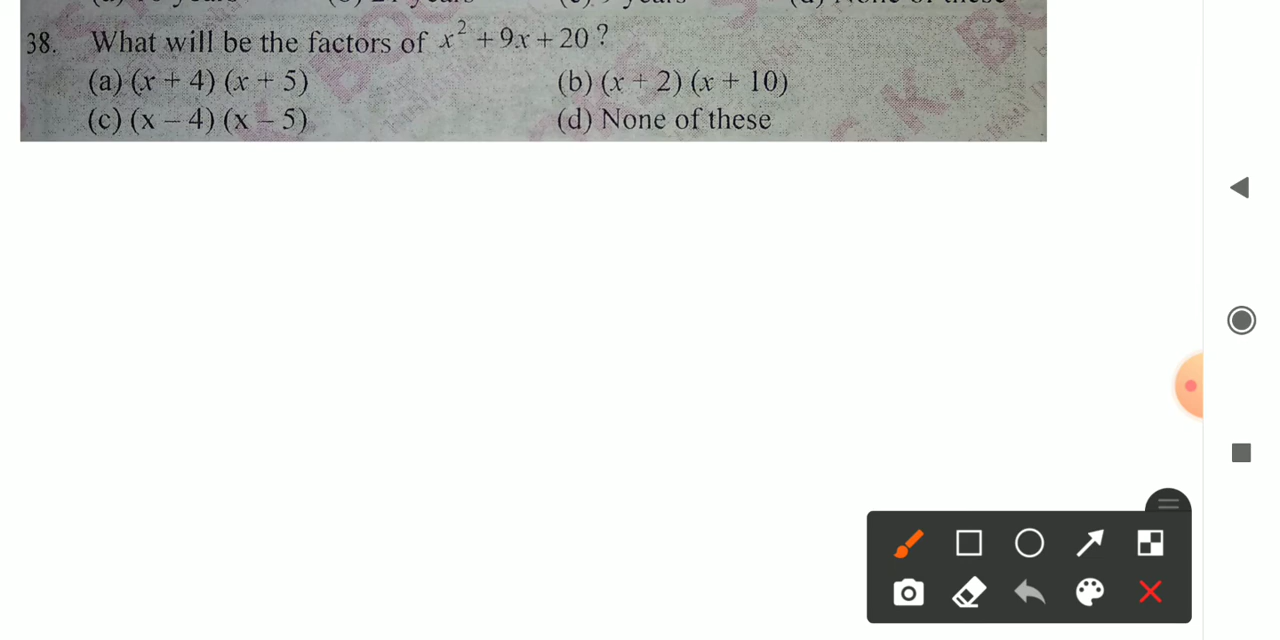 38. What will be the factors of x² + 9x + 20 ?
(a) (x + 4) (x + 5) (b) (x + 2) (x + 10)
(c) (x – 4) (x – 5) (d) None of these